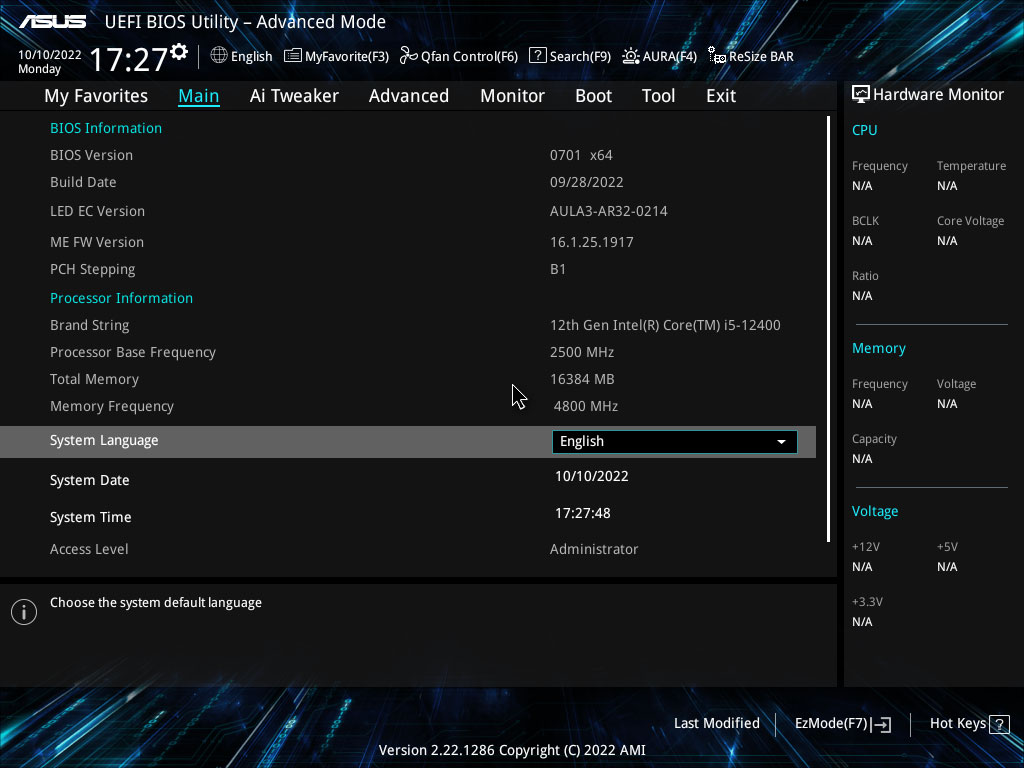 ASUS UEFI BIOS Utility – Advanced Mode
10/10/2022
Monday
17:27
English MyFavorite(F3) Qfan Control(F6) ? Search(F9) AURA(F4) ReSize BAR
My Favorites Main Ai Tweaker Advanced Monitor Boot Tool Exit
BIOS Information
BIOS Version 0701 x64
Build Date 09/28/2022
LED EC Version AULA3-AR32-0214
ME FW Version 16.1.25.1917
PCH Stepping B1
Processor Information
Brand String 12th Gen Intel(R) Core(TM) i5-12400
Processor Base Frequency 2500 MHz
Total Memory 16384 MB
Memory Frequency 4800 MHz
System Language English
System Date 10/10/2022
System Time 17:27:48
Access Level Administrator
i Choose the system default language
Hardware Monitor
CPU
Frequency Temperature
N/A N/A
BCLK Core Voltage
N/A N/A
Ratio
N/A
Memory
Frequency Voltage
N/A N/A
Capacity
N/A
Voltage
+12V +5V
N/A N/A
+3.3V
N/A
Last Modified EzMode(F7) Hot Keys ?
Version 2.22.1286 Copyright (C) 2022 AMI